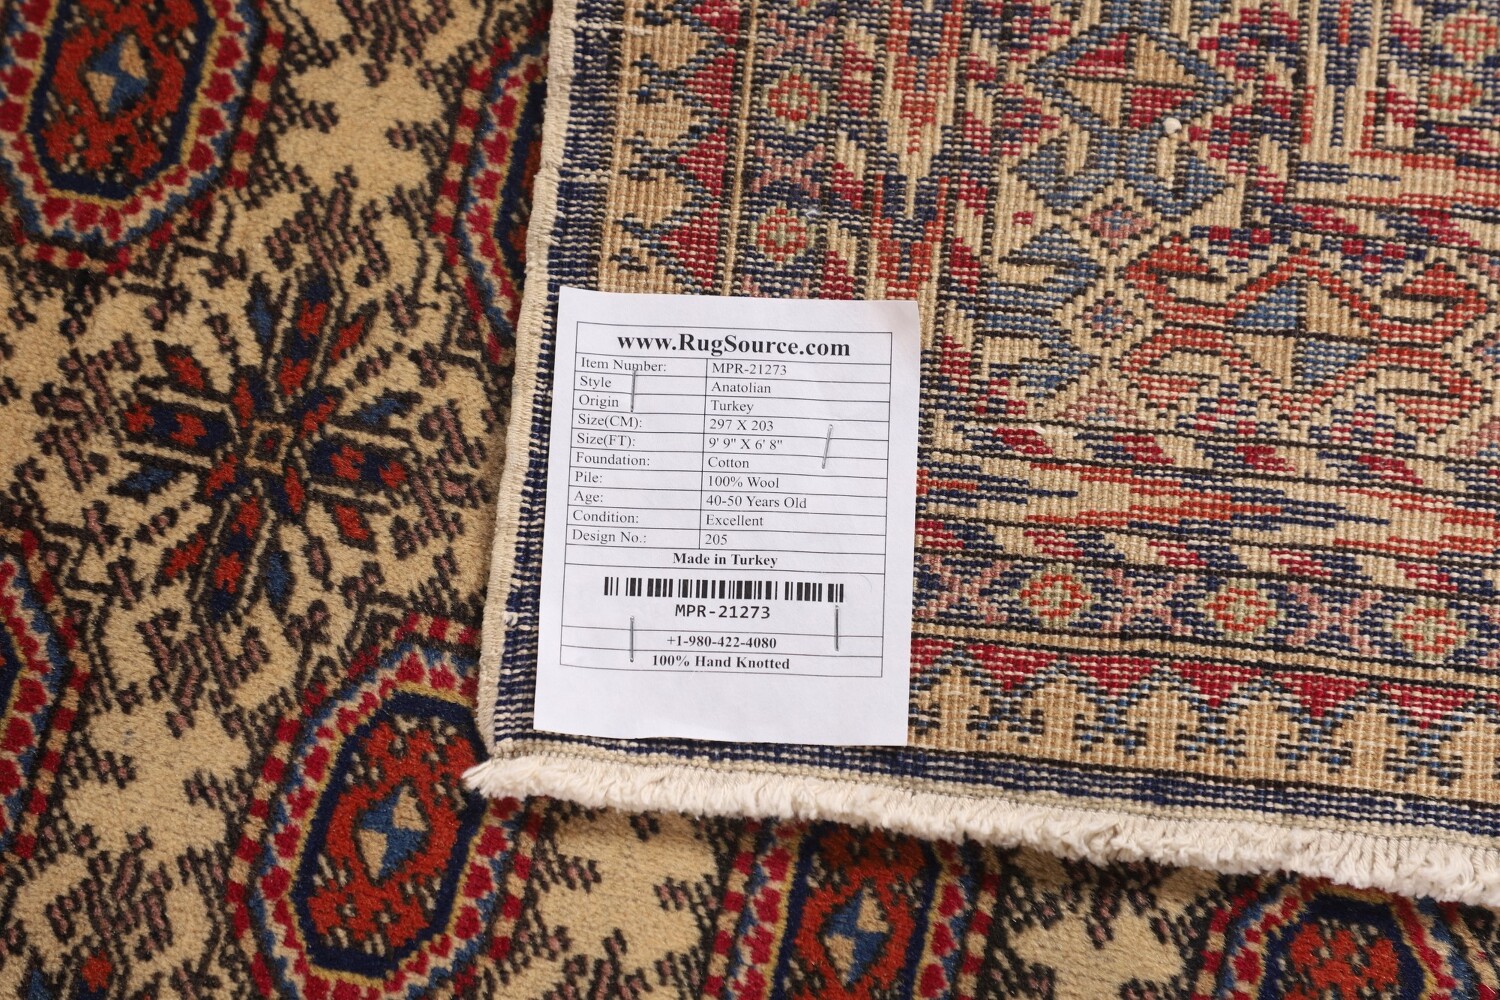 www.RugSource.com
Item Number: MPR-21273
Style Anatolian
Origin Turkey
Size(CM): 297 X 203
Size(FT): 9' 9" X 6' 8"
Foundation: Cotton
Pile: 100% Wool
Age: 40-50 Years Old
Condition: Excellent
Design No.: 205
Made in Turkey
MPR-21273
+1-980-422-4080
100% Hand Knotted